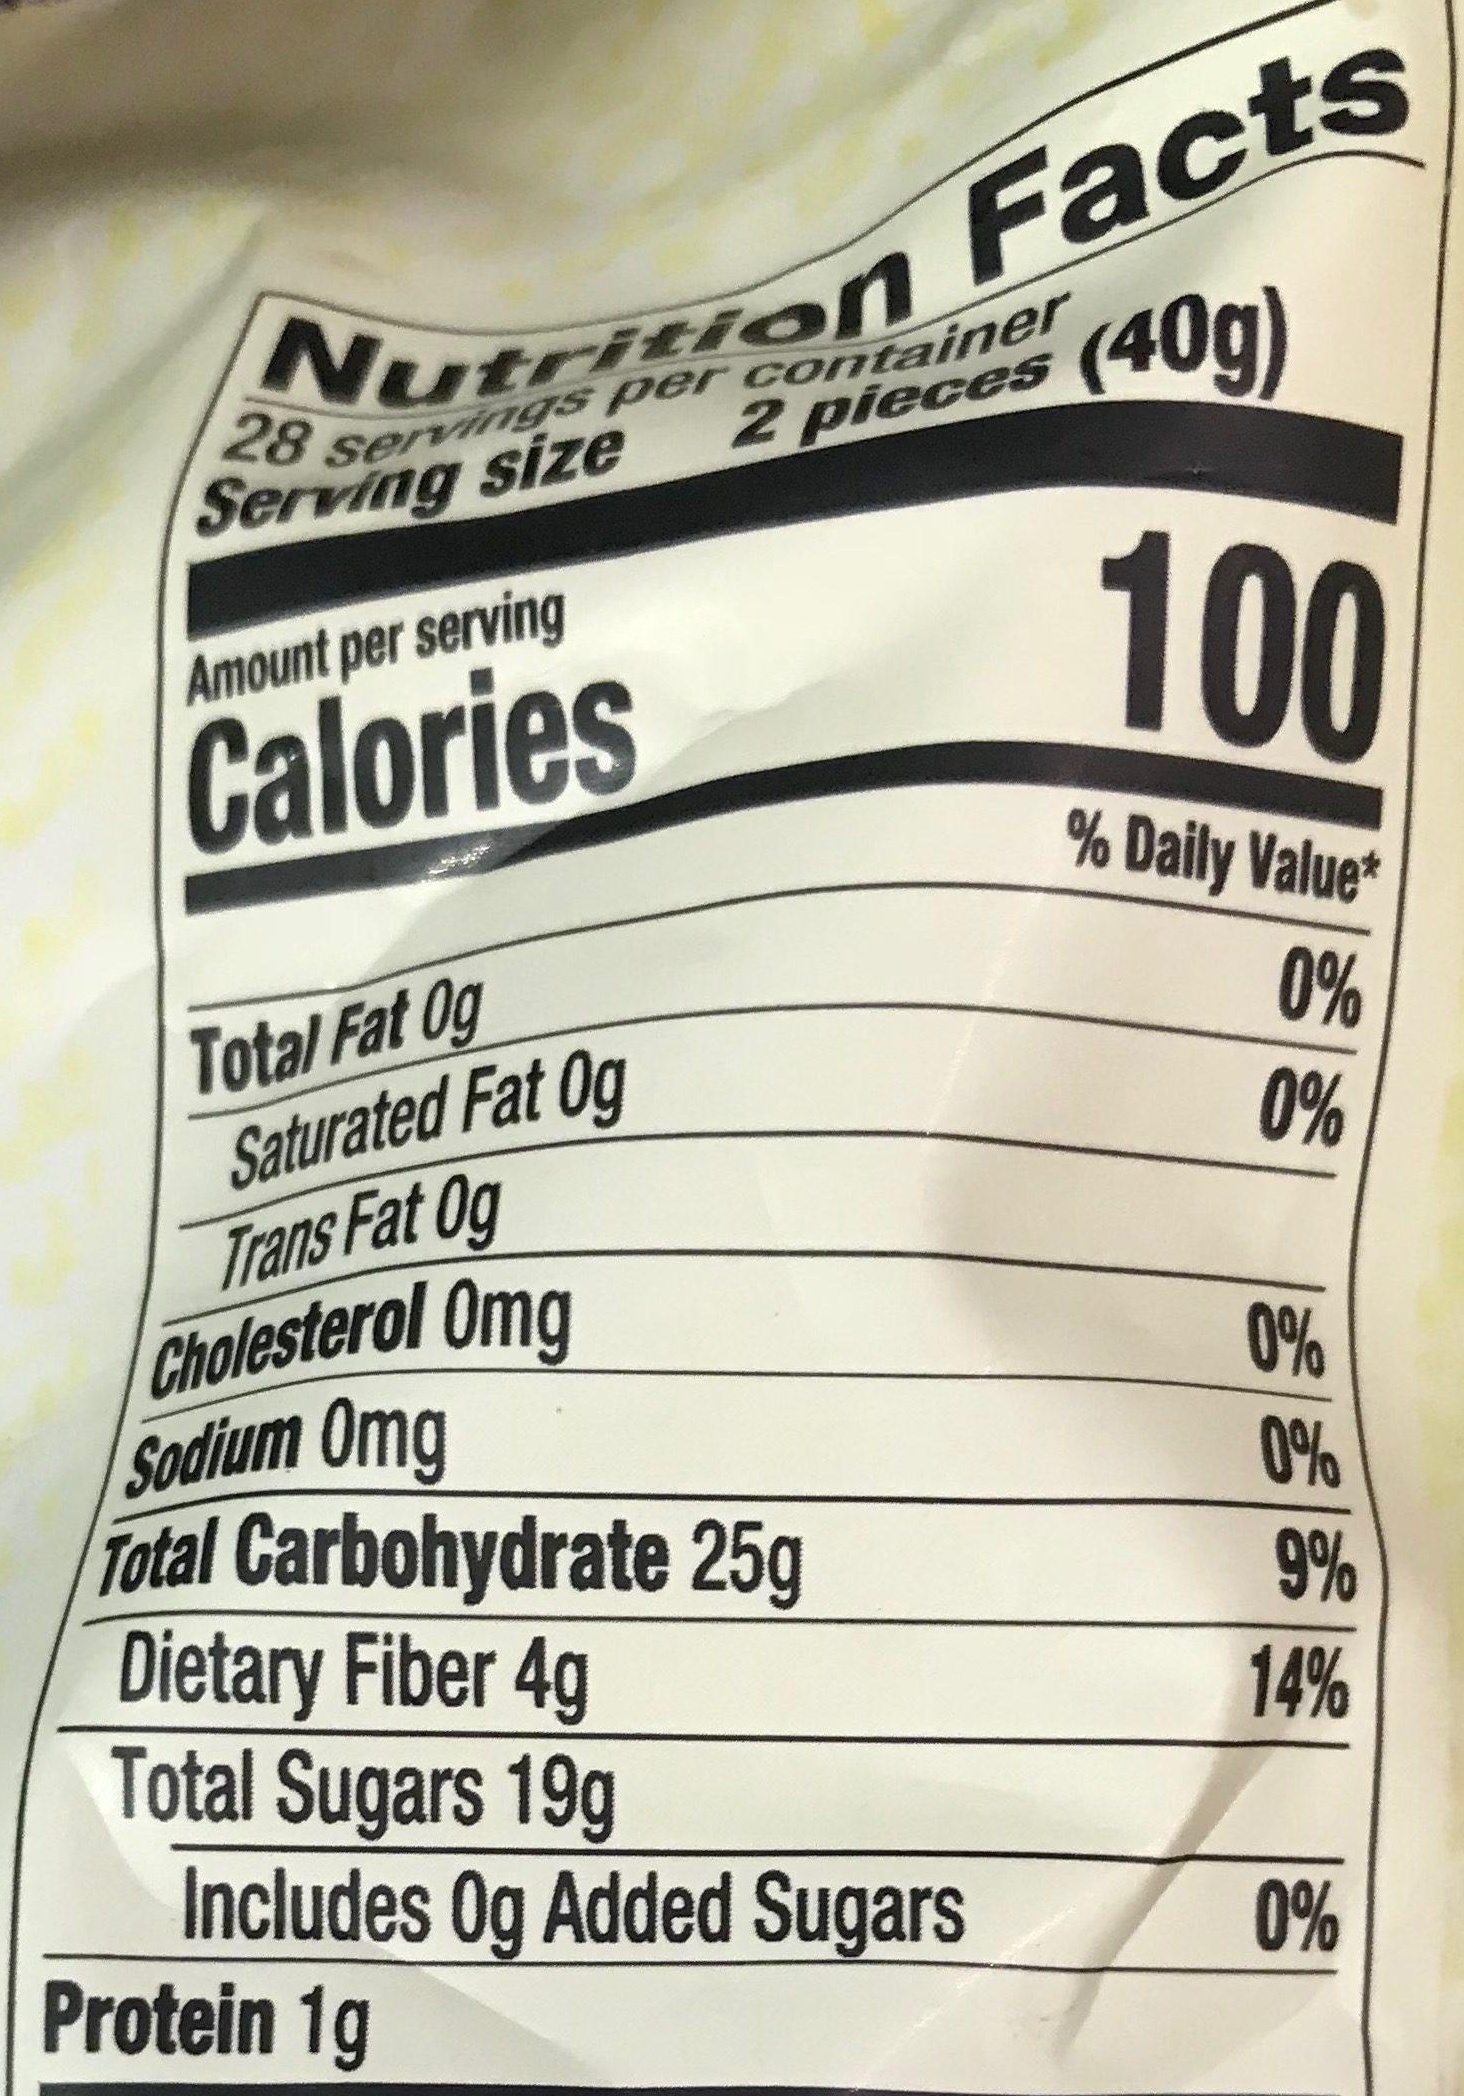 Nutrition Facts
28 servings per container
Serving size 2 pieces (40g)
Amount per serving
Calories 100
% Daily Value*
Total Fat 0g 0%
Saturated Fat 0g 0%
Trans Fat 0g
Cholesterol 0mg 0%
Sodium 0mg 0%
Total Carbohydrate 25g 9%
Dietary Fiber 4g 14%
Total Sugars 19g
Includes 0g Added Sugars 0%
Protein 1g